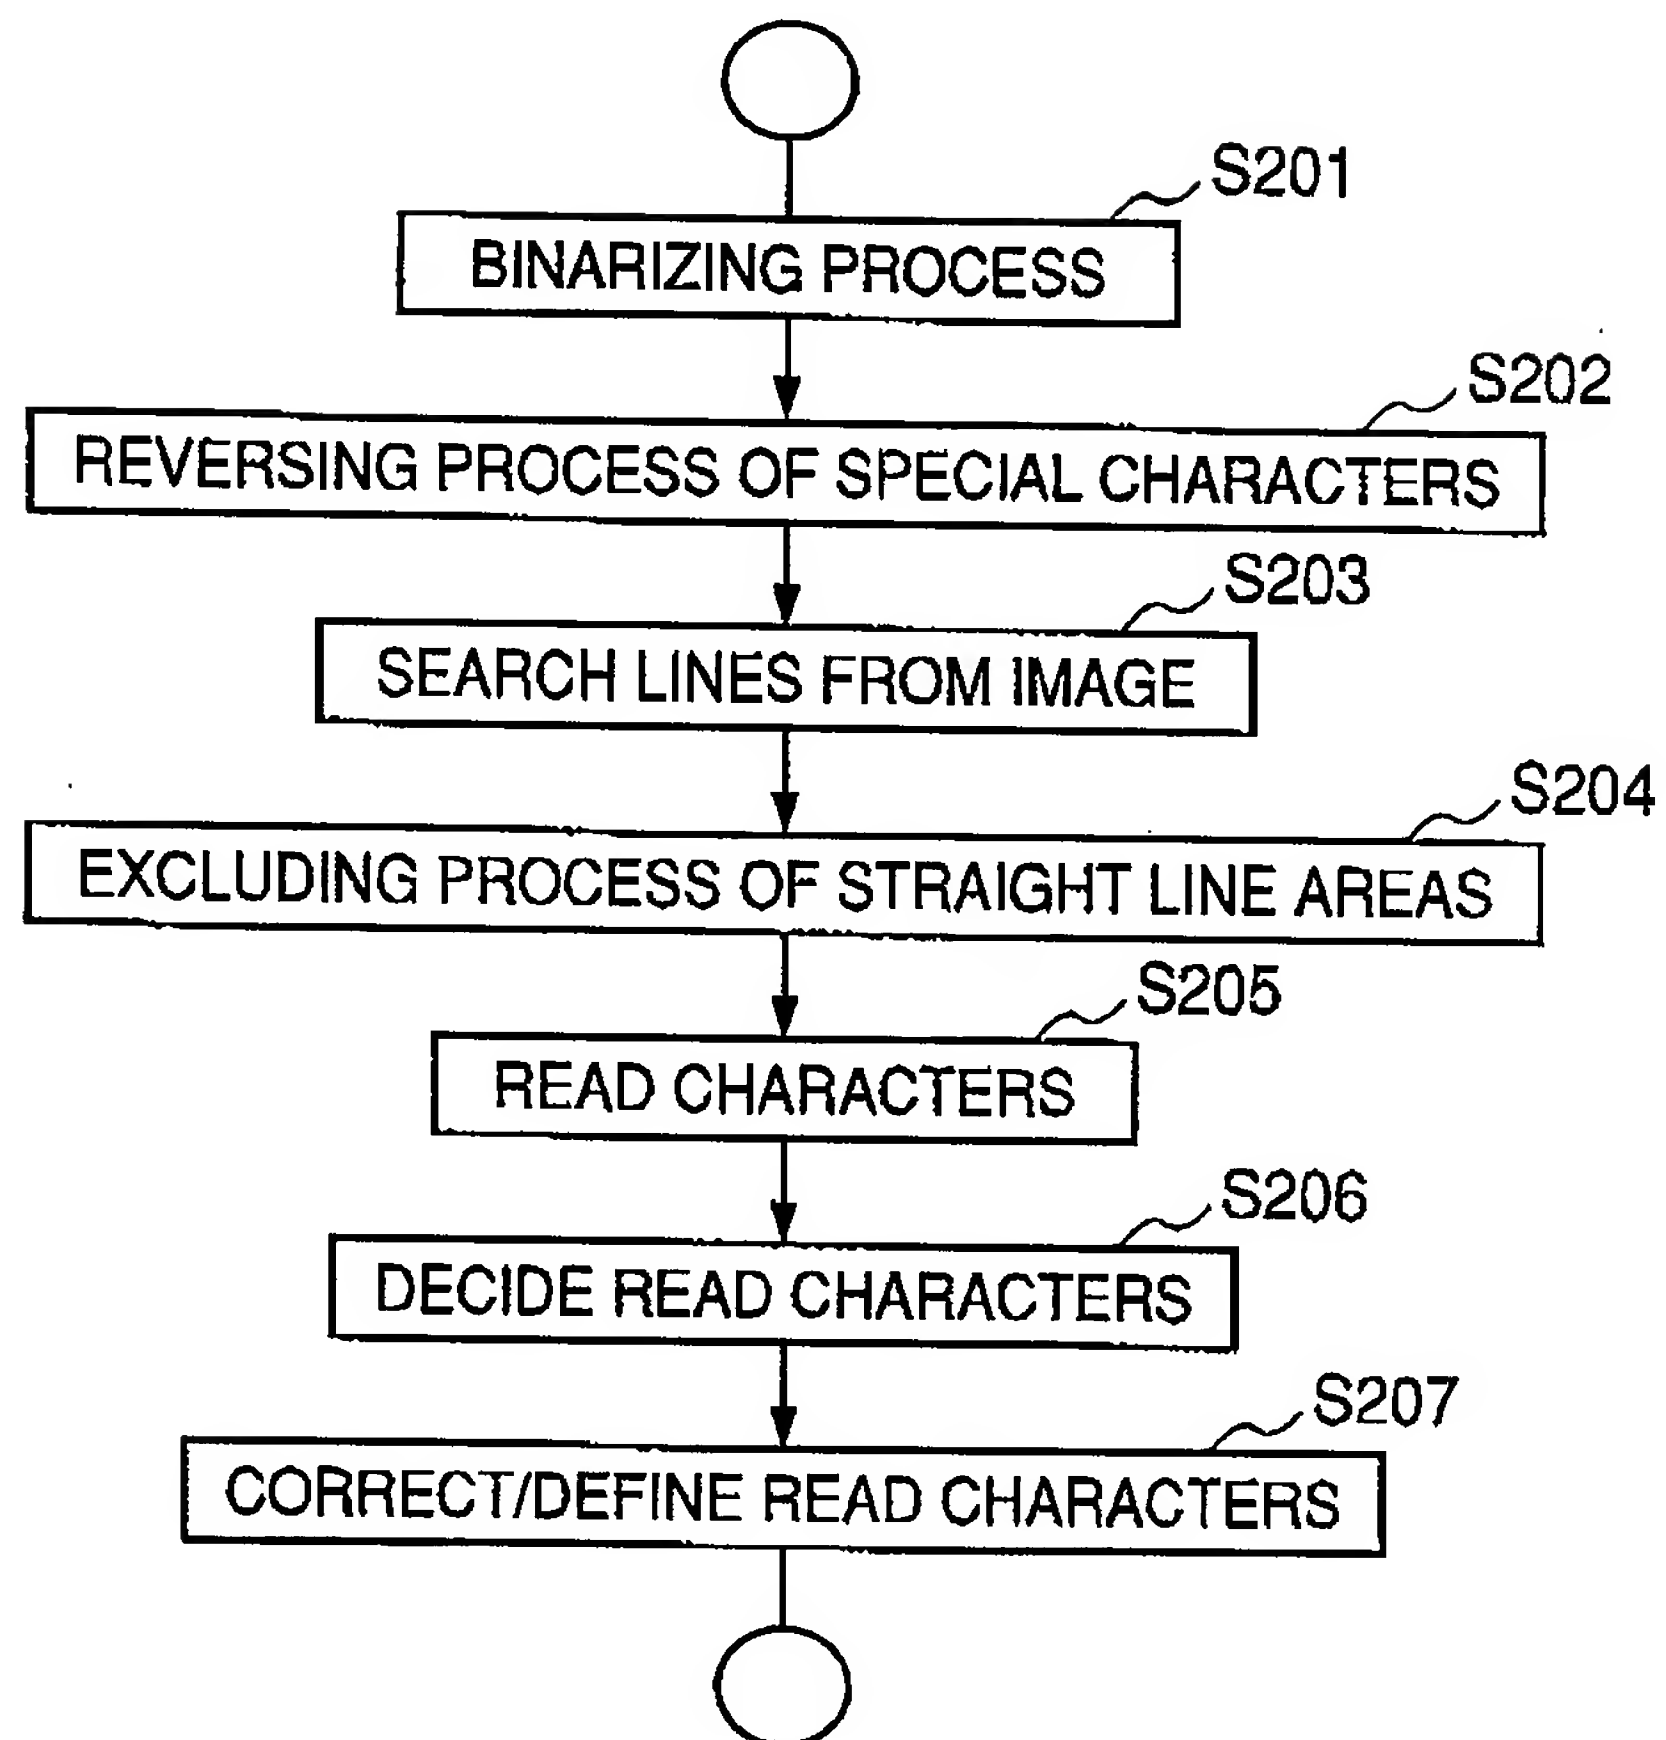 S201
BINARIZING PROCESS
S202
REVERSING PROCESS OF SPECIAL CHARACTERS
S203
SEARCH LINES FROM IMAGE
S204
EXCLUDING PROCESS OF STRAIGHT LINE AREAS
S205
READ CHARACTERS
S206
DECIDE READ CHARACTERS
S207
CORRECT/DEFINE READ CHARACTERS